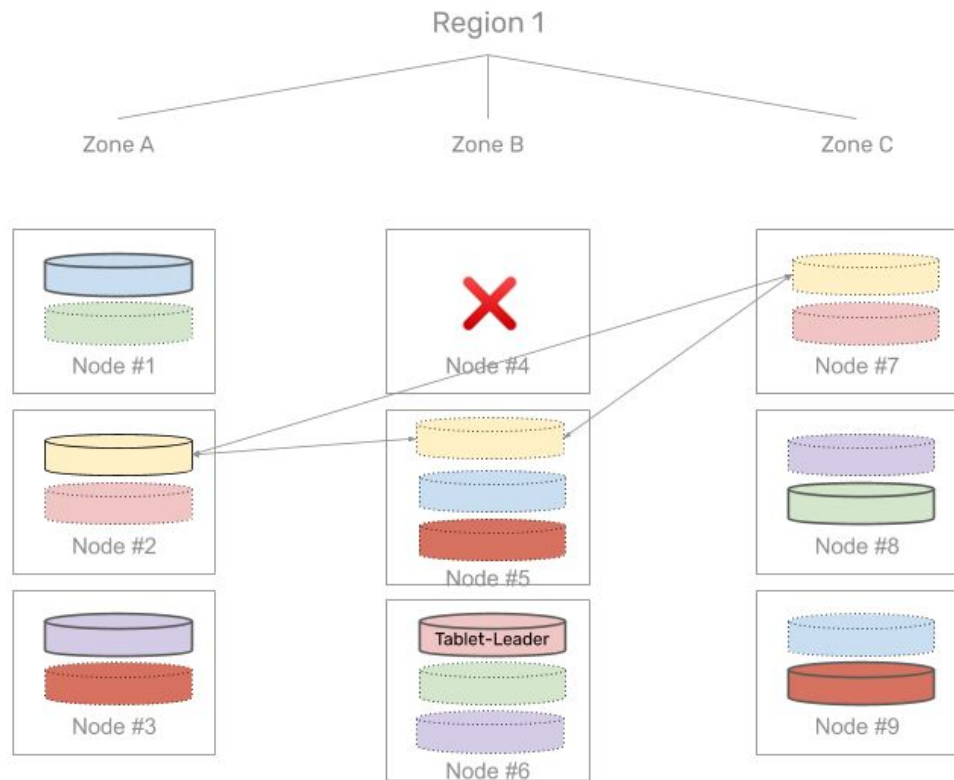 Region 1
Zone A
Zone B
Zone C
Node #1
Node #4
Node #7
Node #2
Node #5
Node #8
Tablet-Leader
Node #3
Node #6
Node #9